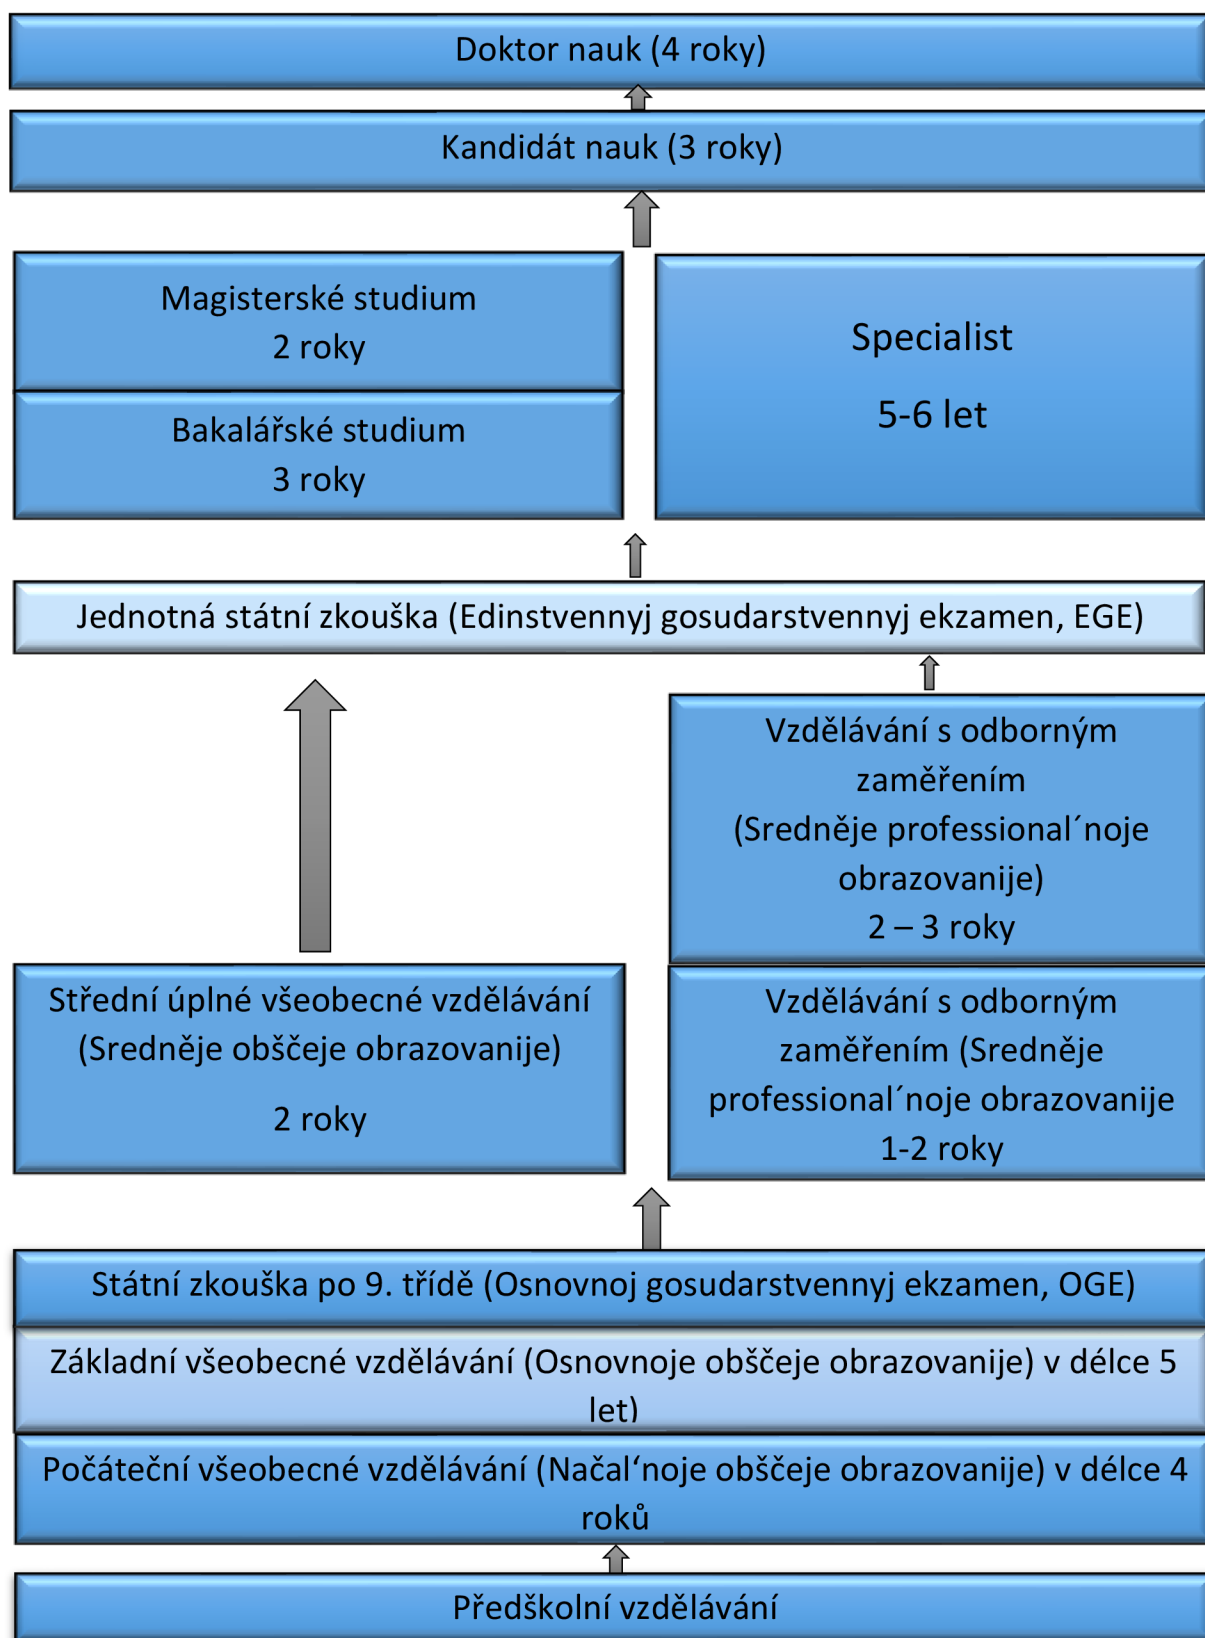 Doktor nauk (4 roky)
Kandidát nauk (3 roky)
Magisterské studium
2 roky
Bakalářské studium
3 roky
Specialist
5-6 let
Jednotná státní zkouška (Edinstvennyj gosudarstvennyj ekzamen, EGE)
Vzdělávání s odborným
zaměřením
(Sredněje professional´noje
obrazovanije)
2 – 3 roky
Střední úplné všeobecné vzdělávání
(Sredněje obščeje obrazovanije)
2 roky
Vzdělávání s odborným
zaměřením (Sredněje
professional´noje obrazovanije
1-2 roky
Státní zkouška po 9. třídě (Osnovnoj gosudarstvennyj ekzamen, OGE)
Základní všeobecné vzdělávání (Osnovnoje obščeje obrazovanije) v délce 5
let)
Počáteční všeobecné vzdělávání (Načal‘noje obščeje obrazovanije) v délce 4
roků
Předškolní vzdělávání